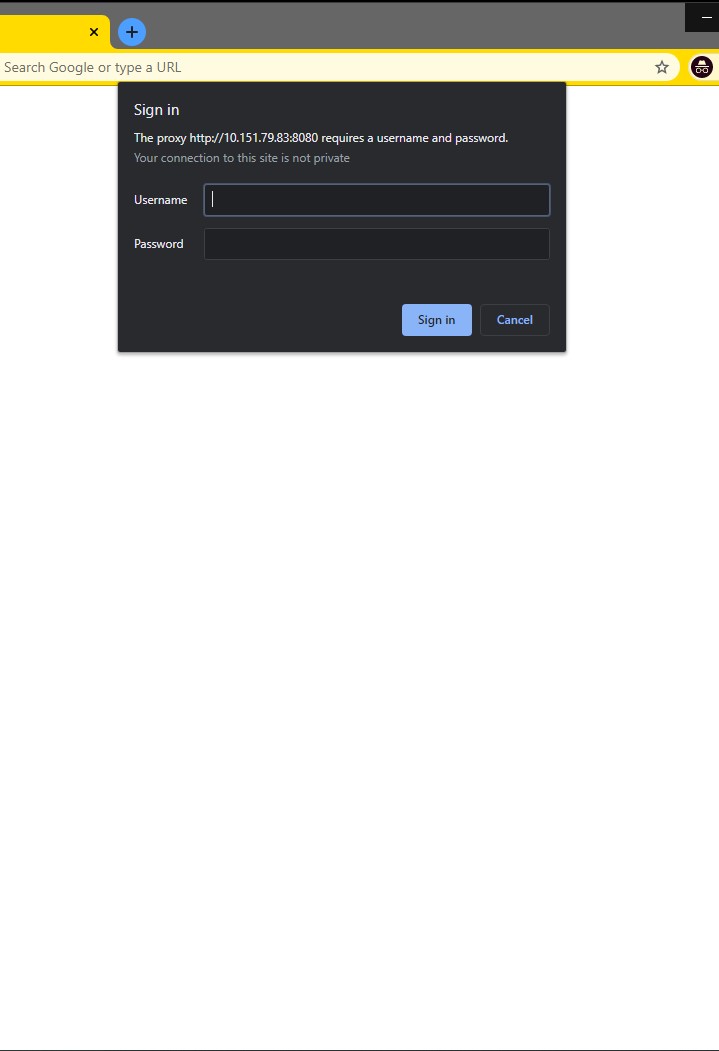 Search Google or type a URL
Sign in
The proxy http://10.151.79.83:8080 requires a username and password.
Your connection to this site is not private
Username
Password
Sign in
Cancel